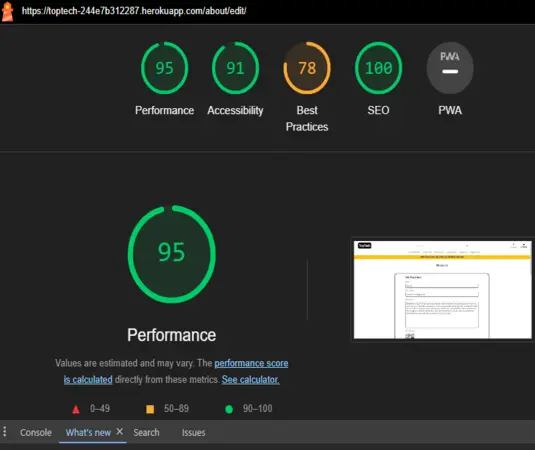 https://toptech-244e7b312287.herokuapp.com/about/edit/
95 91 78 100 PWA
Performance Accessibility Best Practices SEO PWA
95
Performance
Values are estimated and may vary. The performance score
is calculated directly from these metrics. See calculator.
0–49 50–89 90–100
Console What's new Search Issues